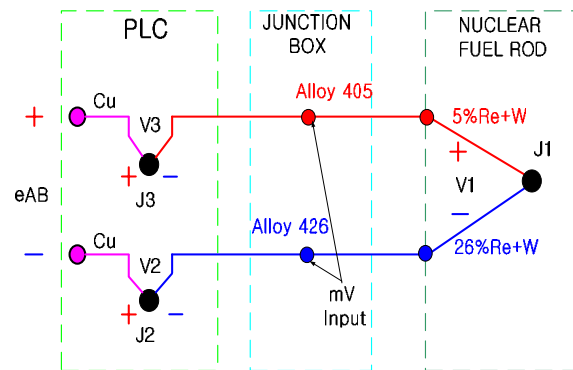 PLC
JUNCTION
BOX
NUCLEAR
FUEL ROD
Cu
V3
Alloy 405
5%Re+W
+
+
J1
+ −
J3
V1
eAB
−
Alloy 426
26%Re+W
−
Cu
V2
mV
Input
+ −
J2